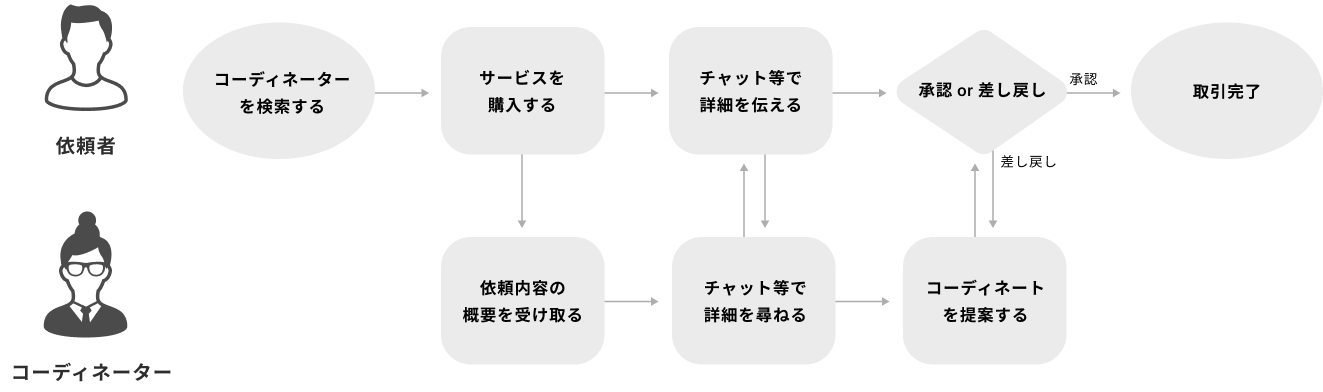 依頼者
コーディネーター
を検索する
サービスを
購入する
チャット等で
詳細を伝える
承認 or 差し戻し
承認
取引完了
差し戻し
コーディネーター
依頼内容の
概要を受け取る
チャット等で
詳細を尋ねる
コーディネート
を提案する